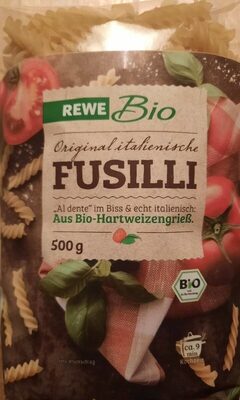 REWE Bio
Original italienische
FUSILLI
"Al dente" im Biss & echt italienisch:
Aus Bio-Hartweizengrieß.
500 g
BIO
ca. 9
min